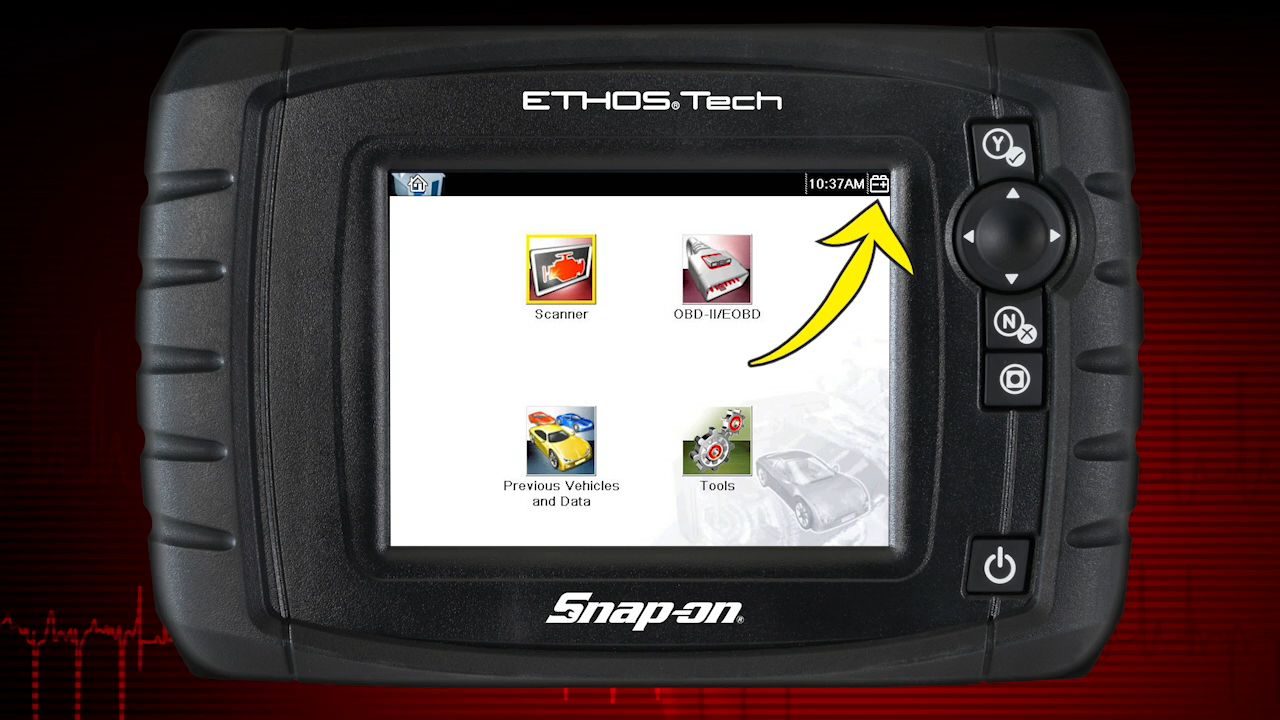 ETHOS® Tech
10:37AM
Scanner
OBD-II/EOBD
Previous Vehicles
and Data
Tools
Y
N
Snap-on®